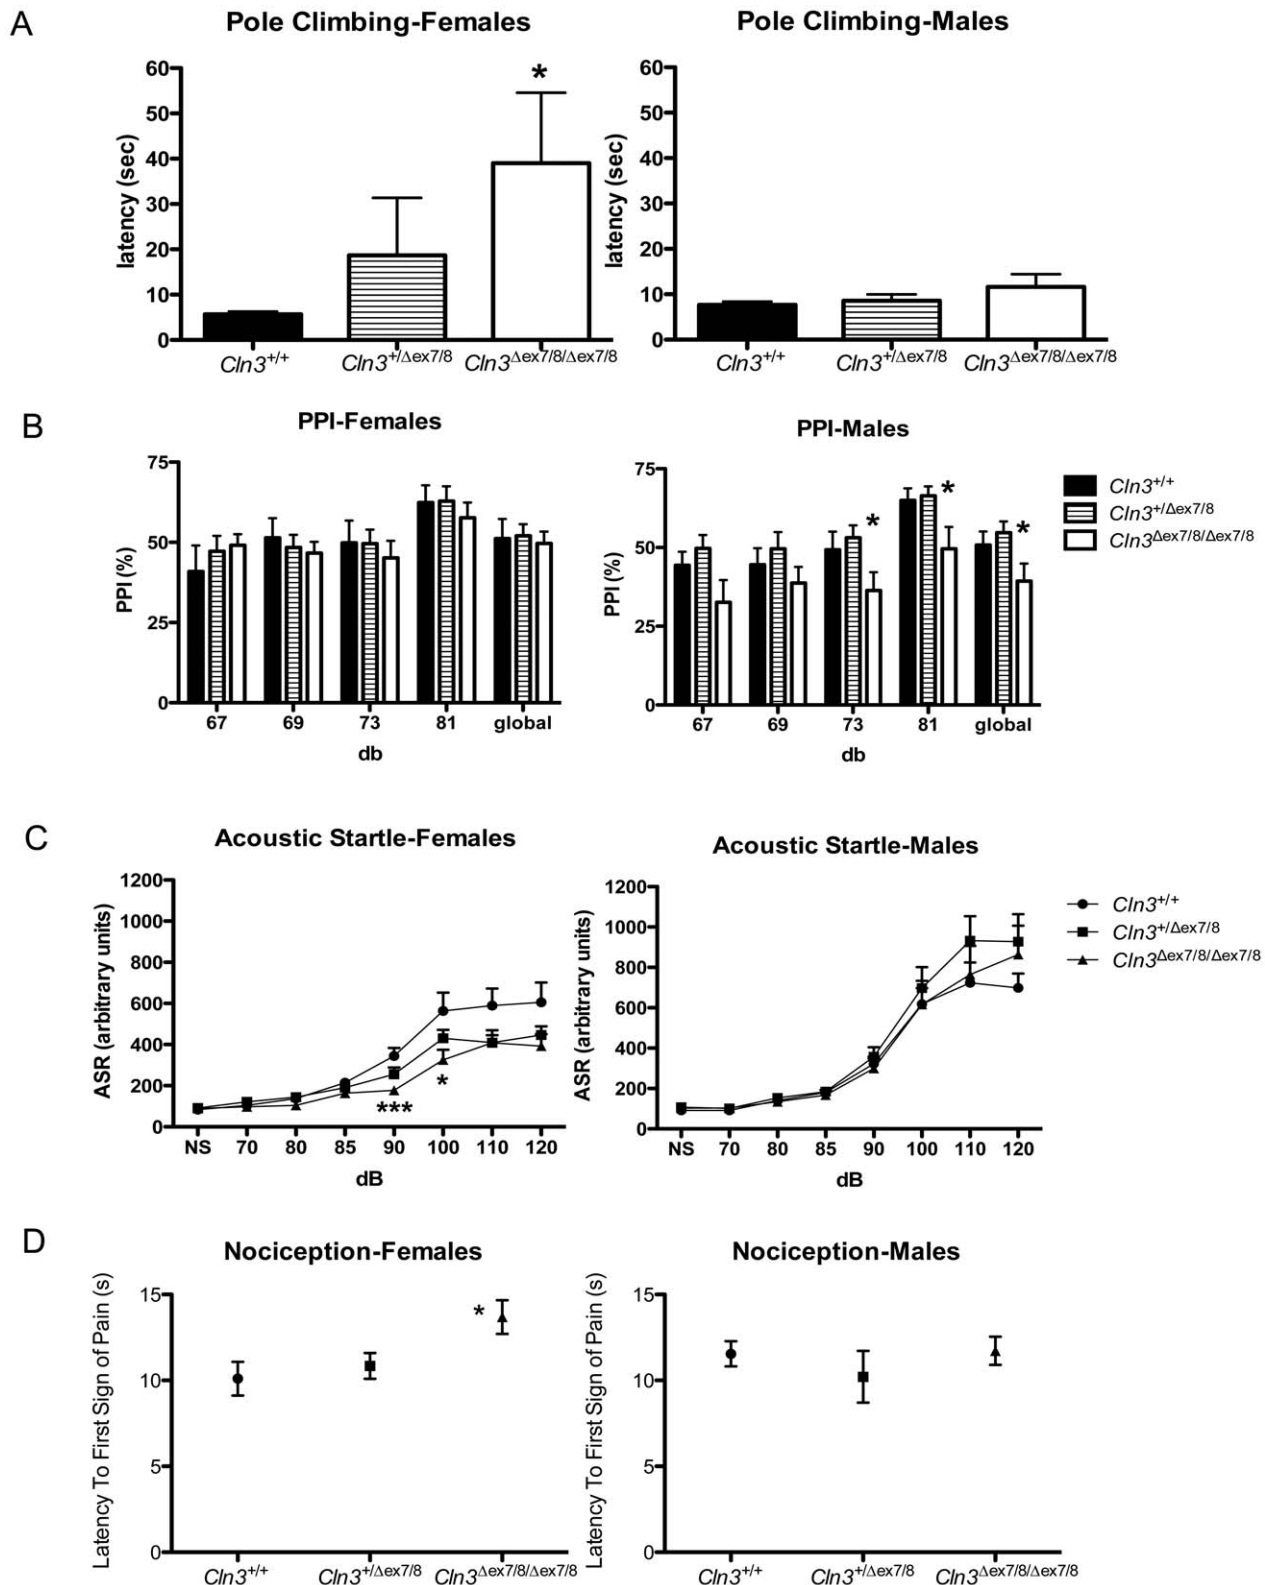 A
Pole Climbing-Females
Pole Climbing-Males
60
50
40
30
20
10
0
latency (sec)
*
Cln3+/+
Cln3+/Δex7/8
Cln3Δex7/8/Δex7/8
60
50
40
30
20
10
0
latency (sec)
Cln3+/+
Cln3+/Δex7/8
Cln3Δex7/8/Δex7/8
B
PPI-Females
75
50
25
0
PPI (%)
67 69 73 81 global
db
PPI-Males
75
50
25
0
PPI (%)
* * *
67 69 73 81 global
db
Cln3+/+
Cln3+/Δex7/8
Cln3Δex7/8/Δex7/8
C
Acoustic Startle-Females
1200
1000
800
600
400
200
0
ASR (arbitrary units)
*** *
NS 70 80 85 90 100 110 120
dB
Acoustic Startle-Males
1200
1000
800
600
400
200
0
ASR (arbitrary units)
NS 70 80 85 90 100 110 120
dB
Cln3+/+
Cln3+/Δex7/8
Cln3Δex7/8/Δex7/8
D
Nociception-Females
15
10
5
0
Latency To First Sign of Pain (s)
*
Cln3+/+
Cln3+/Δex7/8
Cln3Δex7/8/Δex7/8
Nociception-Males
15
10
5
0
Latency To First Sign of Pain (s)
Cln3+/+
Cln3+/Δex7/8
Cln3Δex7/8/Δex7/8